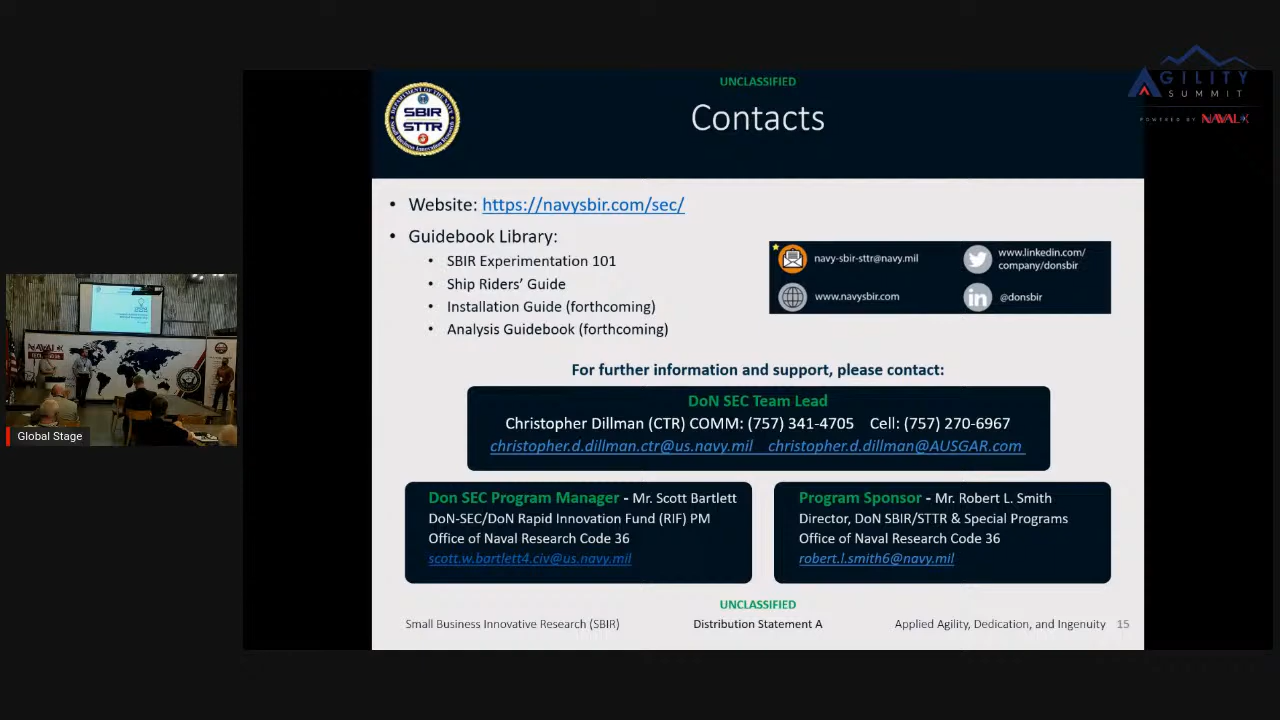 UNCLASSIFIED
Contacts
AGILITY
SUMMIT
POWERED BY NAVALX
SBIR
STTR
• Website: https://navysbir.com/sec/
• Guidebook Library:
• SBIR Experimentation 101
• Ship Riders' Guide
• Installation Guide (forthcoming)
• Analysis Guidebook (forthcoming)
navy-sbir-sttr@navy.mil
www.linkedin.com/
company/donsbir
www.navysbir.com
@donsbir
For further information and support, please contact:
DoN SEC Team Lead
Christopher Dillman (CTR) COMM: (757) 341-4705 Cell: (757) 270-6967
christopher.d.dillman.ctr@us.navy.mil christopher.d.dillman@AUSGAR.com
Don SEC Program Manager - Mr. Scott Bartlett
DoN-SEC/DoN Rapid Innovation Fund (RIF) PM
Office of Naval Research Code 36
scott.w.bartlett4.civ@us.navy.mil
Program Sponsor - Mr. Robert L. Smith
Director, DoN SBIR/STTR & Special Programs
Office of Naval Research Code 36
robert.l.smith6@navy.mil
UNCLASSIFIED
Small Business Innovative Research (SBIR) Distribution Statement A Applied Agility, Dedication, and Ingenuity 15
Global Stage